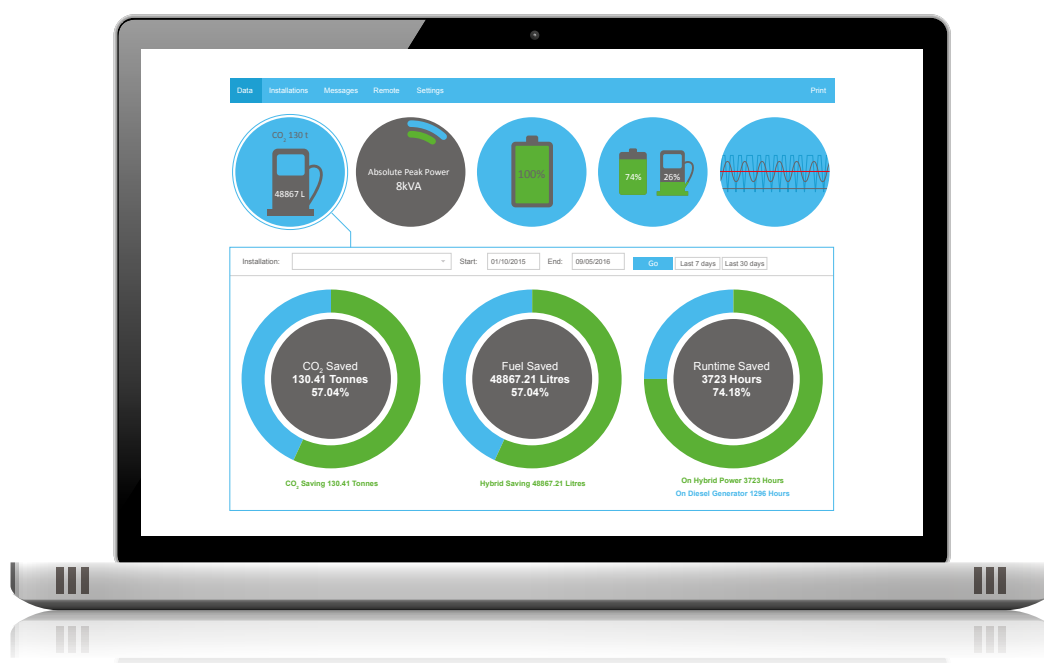 Data Installations Messages Remote Settings Print
CO2 130 t
48867 L
Absolute Peak Power
8kVA
100%
74% 26%
Installation: Start: 01/10/2015 End: 09/05/2016 Go Last 7 days Last 30 days
CO2 Saved
130.41 Tonnes
57.04%
Fuel Saved
48867.21 Litres
57.04%
Runtime Saved
3723 Hours
74.18%
CO2 Saving 130.41 Tonnes
Hybrid Saving 48867.21 Litres
On Hybrid Power 3723 Hours
On Diesel Generator 1296 Hours